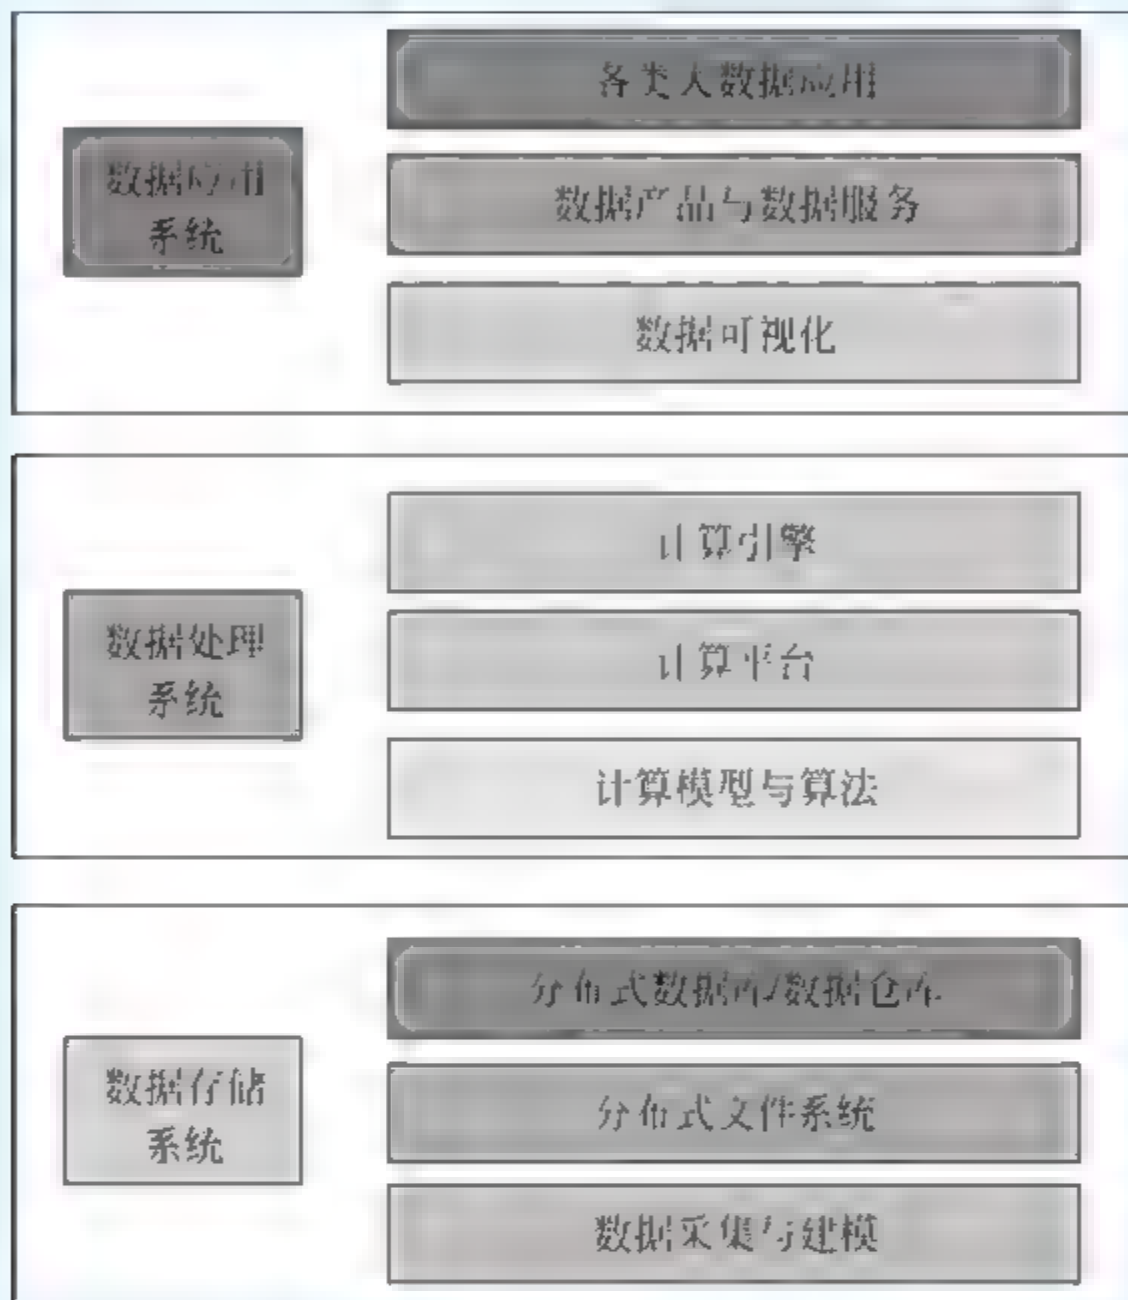 各类大数据应用
数据应用
系统
数据产品与数据服务
数据可视化
计算引擎
数据处理
系统
计算平台
计算模型与算法
分布式数据库/数据仓库
数据存储
系统
分布式文件系统
数据采集与建模